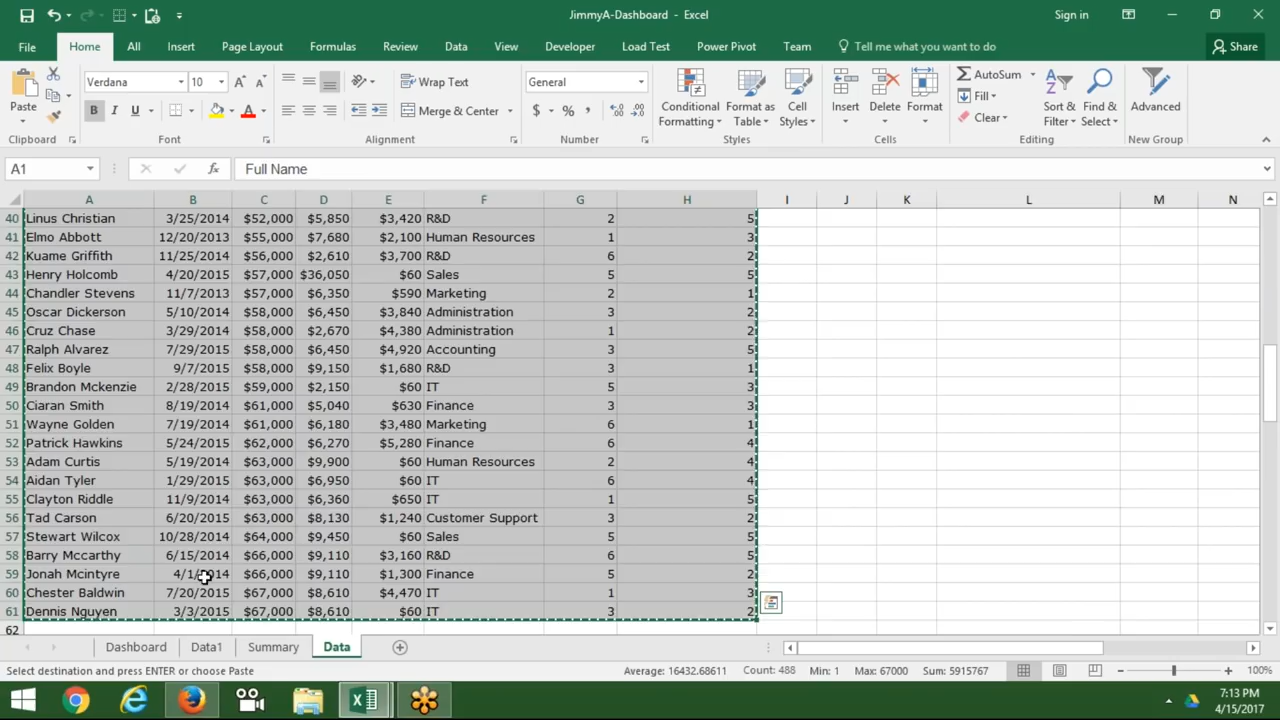 JimmyA-Dashboard - Excel
Sign in
File Home All Insert Page Layout Formulas Review Data View Developer Load Test Power Pivot Team Tell me what you want to do Share
Paste
Verdana 10
B I U
Wrap Text
Merge & Center
General
$ % ,
Conditional Formatting
Format as Table
Cell Styles
Insert
Delete
Format
AutoSum
Fill
Clear
Sort & Filter
Find & Select
Advanced
Clipboard Font Alignment Number Styles Cells Editing New Group
A1 fx Full Name
A B C D E F G H I J K L M N
40 Linus Christian 3/25/2014 $52,000 $5,850 $3,420 R&D 2 5
41 Elmo Abbott 12/20/2013 $55,000 $7,680 $2,100 Human Resources 1 3
42 Kuame Griffith 11/25/2014 $56,000 $2,610 $3,700 R&D 6 2
43 Henry Holcomb 4/20/2015 $57,000 $36,050 $60 Sales 5 5
44 Chandler Stevens 11/7/2013 $57,000 $6,350 $590 Marketing 2 1
45 Oscar Dickerson 5/10/2014 $58,000 $6,450 $3,840 Administration 3 2
46 Cruz Chase 3/29/2014 $58,000 $2,670 $4,380 Administration 1 2
47 Ralph Alvarez 7/29/2015 $58,000 $6,450 $4,920 Accounting 3 5
48 Felix Boyle 9/7/2015 $58,000 $9,150 $1,680 R&D 3 1
49 Brandon Mckenzie 2/28/2015 $59,000 $2,150 $60 IT 5 3
50 Ciaran Smith 8/19/2014 $61,000 $5,040 $630 Finance 3 3
51 Wayne Golden 7/19/2014 $61,000 $6,180 $3,480 Marketing 6 1
52 Patrick Hawkins 5/24/2015 $62,000 $6,270 $5,280 Finance 6 4
53 Adam Curtis 5/19/2014 $63,000 $9,900 $60 Human Resources 2 4
54 Aidan Tyler 1/29/2015 $63,000 $6,950 $60 IT 6 4
55 Clayton Riddle 11/9/2014 $63,000 $6,360 $650 IT 1 5
56 Tad Carson 6/20/2015 $63,000 $8,130 $1,240 Customer Support 3 2
57 Stewart Wilcox 10/28/2014 $64,000 $9,450 $60 Sales 5 5
58 Barry Mccarthy 6/15/2014 $66,000 $9,110 $3,160 R&D 6 5
59 Jonah Mcintyre 4/1/2014 $66,000 $9,110 $1,300 Finance 5 2
60 Chester Baldwin 7/20/2015 $67,000 $8,610 $4,470 IT 1 3
61 Dennis Nguyen 3/3/2015 $67,000 $8,610 $60 IT 3 2
62
Dashboard Data1 Summary Data
Select destination and press ENTER or choose Paste Average: 16432.68611 Count: 488 Min: 1 Max: 67000 Sum: 5915767 100%
7:13 PM
4/15/2017